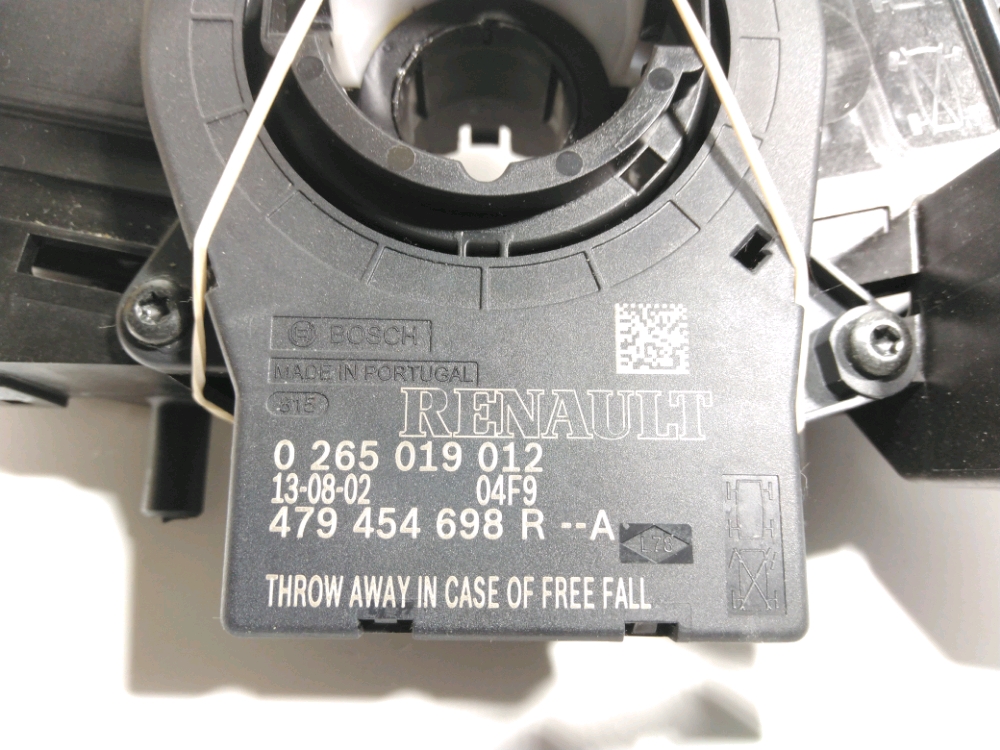 BOSCH
MADE IN PORTUGAL
815
RENAULT
0 265 019 012
13-08-02 04F9
479 454 698 R --A
THROW AWAY IN CASE OF FREE FALL